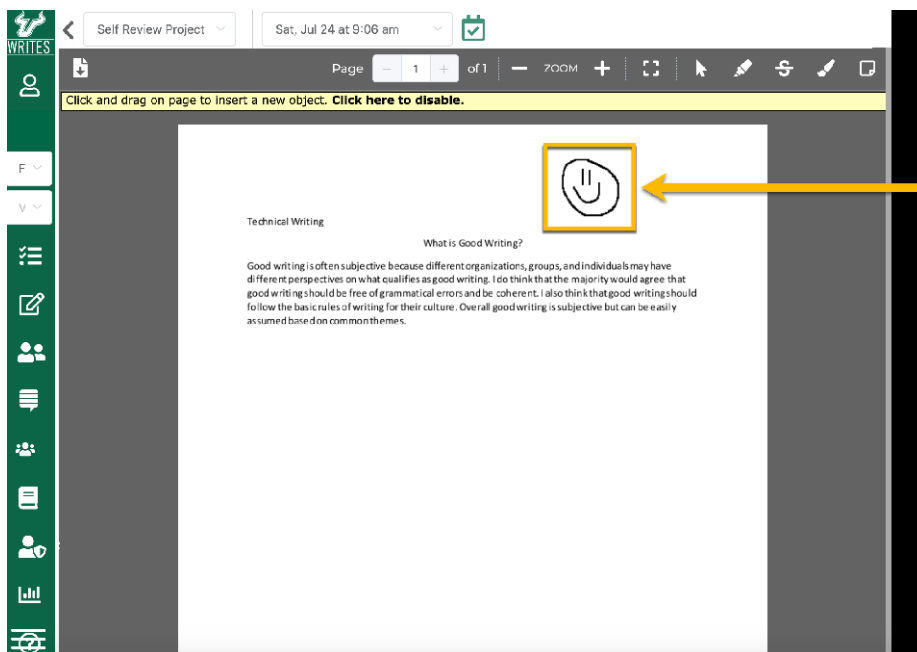 Self Review Project
Sat, Jul 24 at 9:06 am
WRITES
Page - 1 + of 1 ZOOM
Click and drag on page to insert a new object. Click here to disable.
F
V
Technical Writing
What is Good Writing?
Good writing is often subjective because different organizations, groups, and individuals may have
different perspectives on what qualifies as good writing. I do think that the majority would agree that
good writing should be free of grammatical errors and be coherent. I also think that good writing should
follow the basic rules of writing for their culture. Overall good writing is subjective but can be easily
assumed based on common themes.